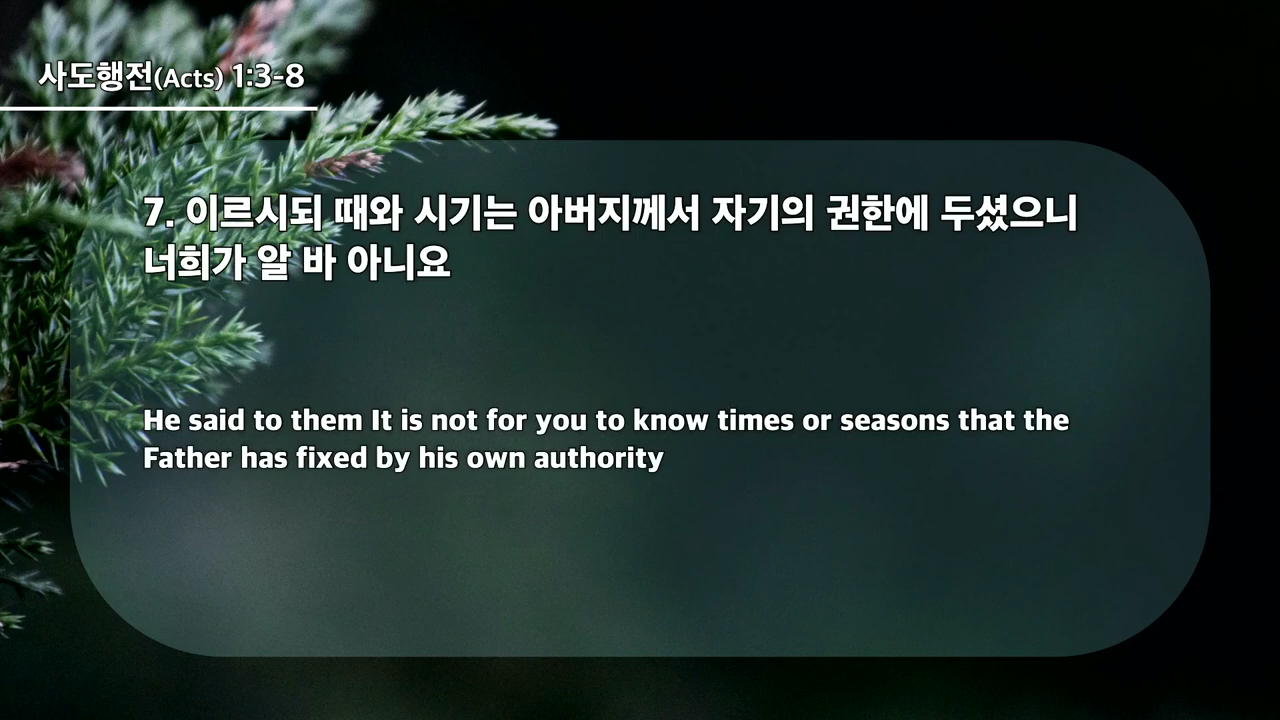 사도행전(Acts) 1:3-8
7. 이르시되 때와 시기는 아버지께서 자기의 권한에 두셨으니
너희가 알 바 아니요
He said to them It is not for you to know times or seasons that the
Father has fixed by his own authority